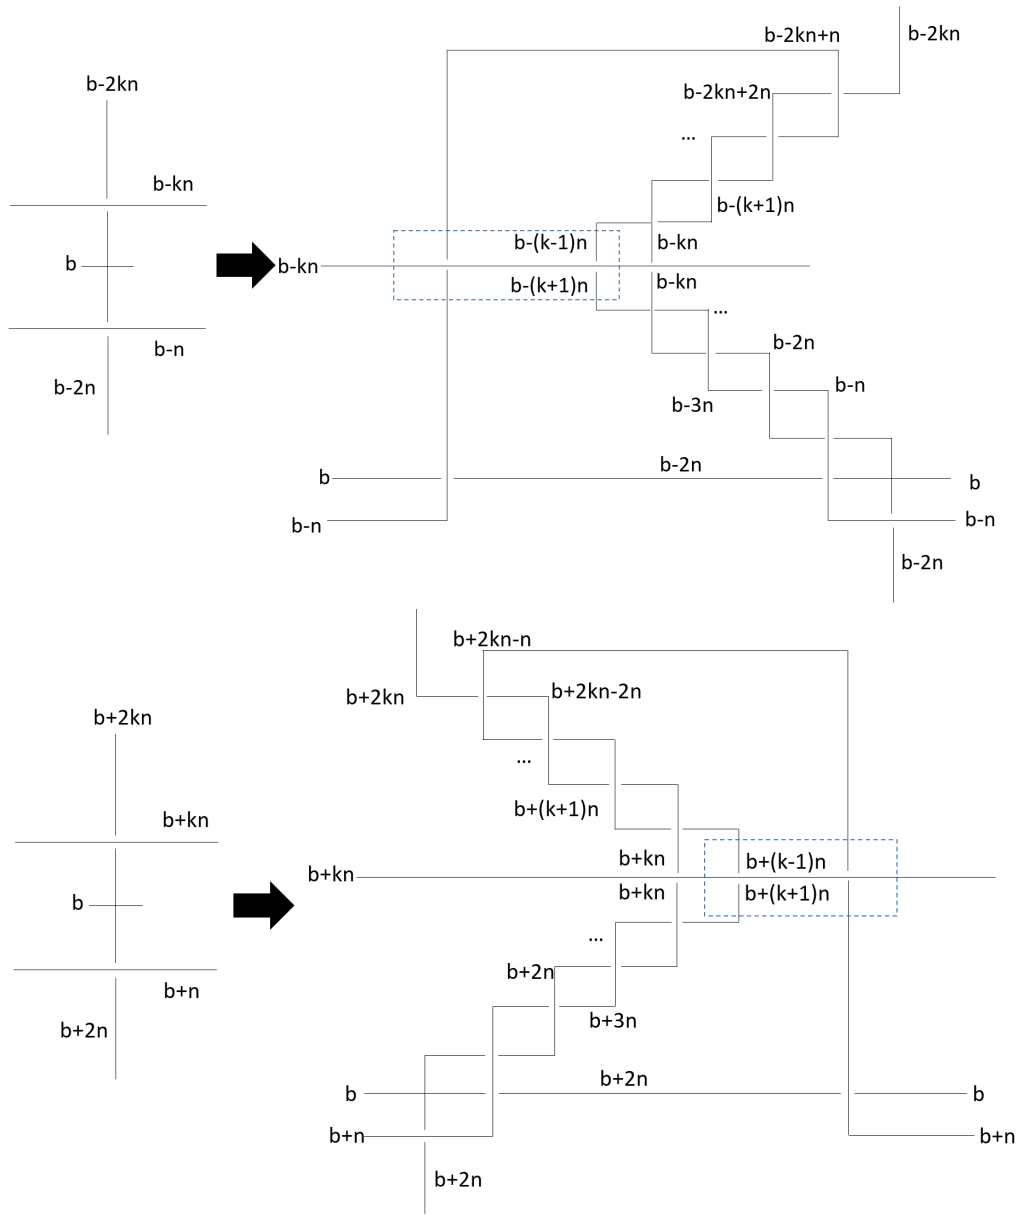 b-2kn+n
b-2kn
b-2kn
b-2kn+2n
...
b-kn
b-(k+1)n
b-(k-1)n
b-kn
b
b-kn
b-(k+1)n
b-kn
...
b-n
b-2n
b-2n
b-n
b-3n
b-2n
b
b
b-n
b-n
b-2n
b+2kn-n
b+2kn
b+2kn-2n
b+2kn
...
b+(k+1)n
b+kn
b+kn
b+(k-1)n
b+kn
b
b+kn
b+(k+1)n
...
b+2n
b+n
b+3n
b+2n
b+2n
b
b
b+n
b+n
b+2n